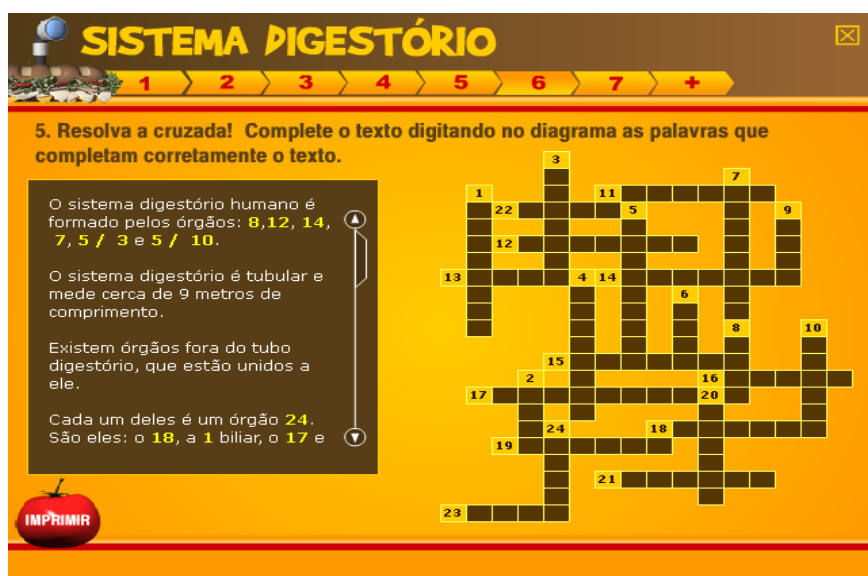 SISTEMA DIGESTÓRIO
1 2 3 4 5 6 7 +
5. Resolva a cruzada! Complete o texto digitando no diagrama as palavras que
completam corretamente o texto.
O sistema digestório humano é
formado pelos órgãos: 8,12, 14,
7, 5 / 3 e 5 / 10.
O sistema digestório é tubular e
mede cerca de 9 metros de
comprimento.
Existem órgãos fora do tubo
digestório, que estão unidos a
ele.
Cada um deles é um órgão 24.
São eles: o 18, a 1 biliar, o 17 e
3
7
1 11
22 5 9
12
13 4 14
6
8 10
15
2 16
17 20
24 18
19
21
23
IMPRIMIR